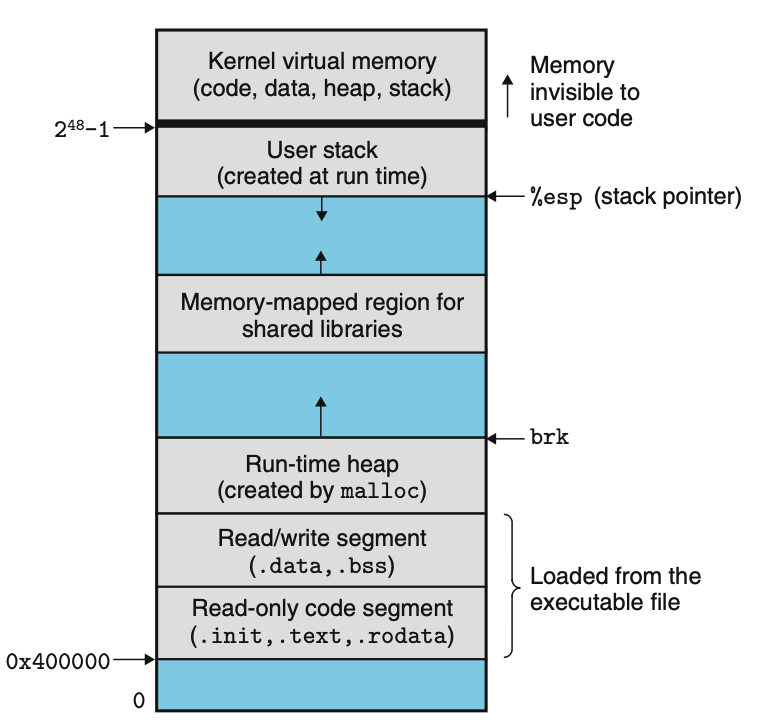 Kernel virtual memory
(code, data, heap, stack)
Memory
invisible to
user code
2⁴⁸-1
User stack
(created at run time)
%esp (stack pointer)
Memory-mapped region for
shared libraries
brk
Run-time heap
(created by malloc)
Read/write segment
(.data,.bss)
Loaded from the
executable file
Read-only code segment
(.init,.text,.rodata)
0x400000
0